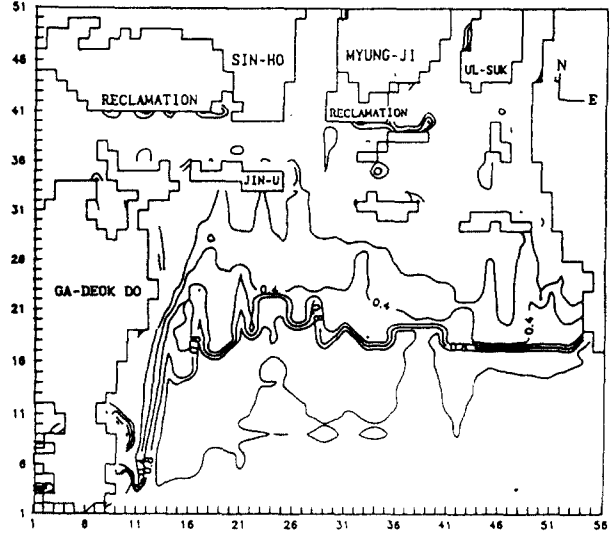 51
46
41
36
31
26
21
16
11
6
1
SIN-HO
MYUNG-JI
UL-SUK
N
E
RECLAMATION
RECLAMATION
JIN-U
GA-DEOK DO
0.4
0.4
0.4
0.8
1 6 11 16 21 26 31 36 41 46 51 56